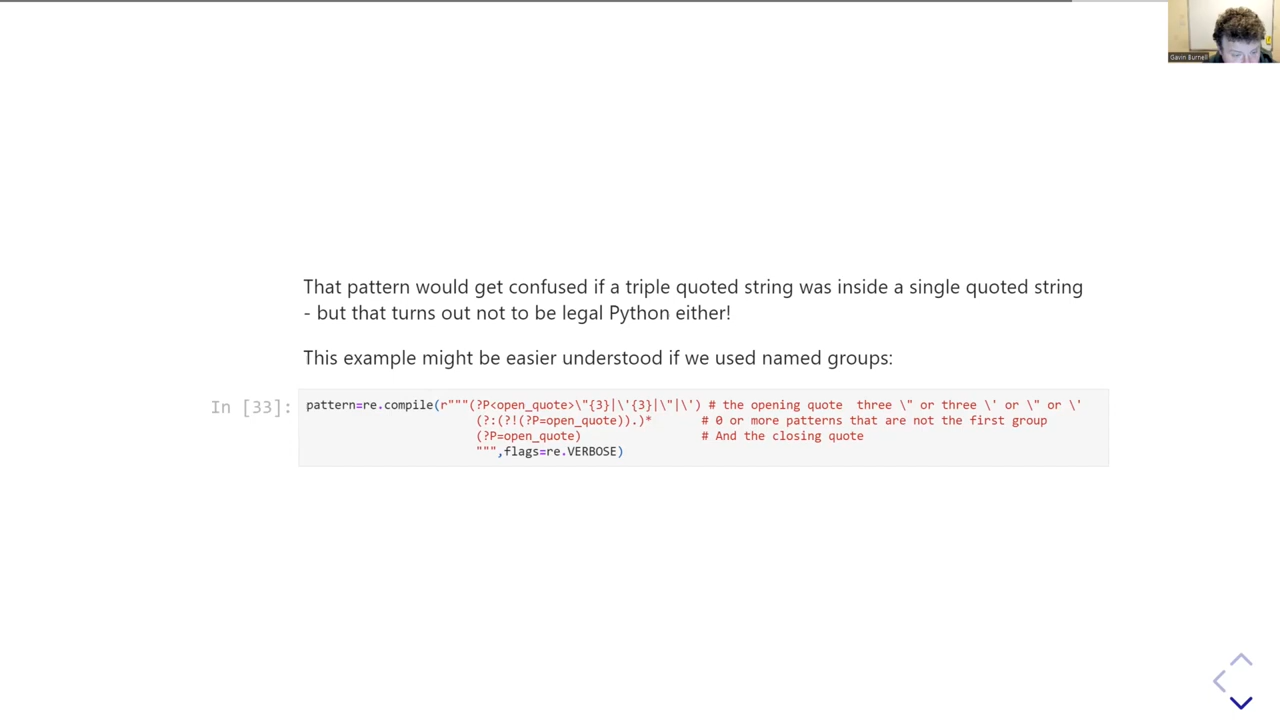 Gavin Burnell
That pattern would get confused if a triple quoted string was inside a single quoted string
- but that turns out not to be legal Python either!
This example might be easier understood if we used named groups:
In [33]:
pattern=re.compile(r"""(?P<open_quote>\"{3}|\'{3}|\"|\') # the opening quote  three \" or three \' or \" or \'
(?:(?!(?P=open_quote)).)*       # 0 or more patterns that are not the first group
(?P=open_quote)                 # And the closing quote
""",flags=re.VERBOSE)